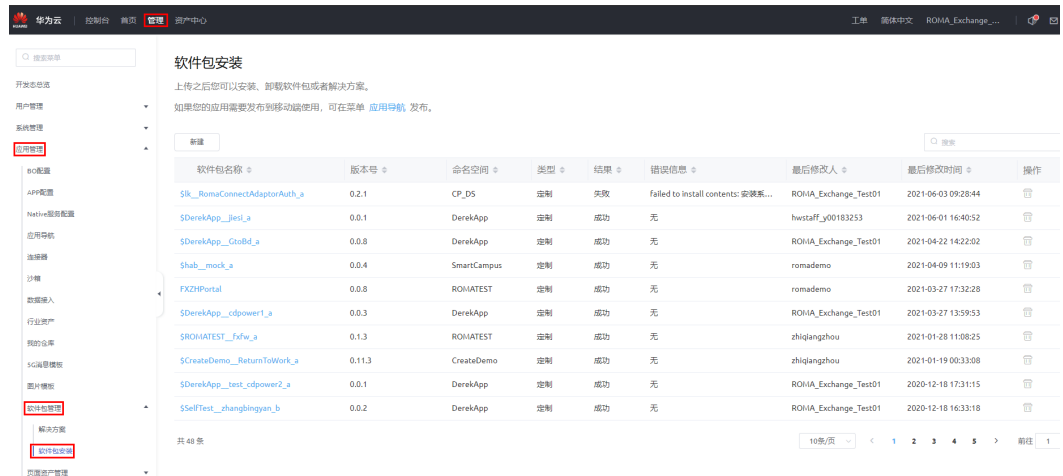 HUAWEI 华为云 控制台 首页 管理 资产中心 工单 简体中文 ROMA_Exchange_...
搜索菜单
开发态总览
用户管理
系统管理
应用管理
BO配置
APP配置
Native服务配置
应用导航
连接器
沙箱
数据接入
行业资产
我的仓库
5G消息模板
图片模板
软件包管理
解决方案
软件包安装
页面资产管理
软件包安装
上传之后您可以安装、卸载软件包或者解决方案。
如果您的应用需要发布到移动端使用，可在菜单 应用导航 发布。
新建 搜索
软件包名称 版本号 命名空间 类型 结果 错误信息 最后修改人 最后修改时间 操作
$lk__RomaConnectAdaptorAuth_a 0.2.1 CP_DS 定制 失败 failed to install contents: 安装系... ROMA_Exchange_Test01 2021-06-03 09:28:44
$DerekApp__jiesi_a 0.0.1 DerekApp 定制 成功 无 hwstaff_y00183253 2021-06-01 16:40:52
$DerekApp__GtoBd_a 0.0.8 DerekApp 定制 成功 无 ROMA_Exchange_Test01 2021-04-22 14:22:02
$hab__mock_a 0.0.4 SmartCampus 定制 成功 无 romademo 2021-04-09 11:19:03
FXZHPortal 0.0.8 ROMATEST 定制 成功 无 romademo 2021-03-27 17:32:28
$DerekApp__cdpower1_a 0.0.3 DerekApp 定制 成功 无 ROMA_Exchange_Test01 2021-03-27 13:59:53
$ROMATEST__fxfw_a 0.1.3 ROMATEST 定制 成功 无 zhiqiangzhou 2021-01-28 11:08:25
$CreateDemo__ReturnToWork_a 0.11.3 CreateDemo 定制 成功 无 zhiqiangzhou 2021-01-19 00:33:08
$DerekApp__test_cdpower2_a 0.0.1 DerekApp 定制 成功 无 ROMA_Exchange_Test01 2020-12-18 17:31:15
$SelfTest__zhangbingyan_b 0.0.2 DerekApp 定制 成功 无 ROMA_Exchange_Test01 2020-12-18 16:33:18
共 48 条 10条/页 < 1 2 3 4 5 > 前往 1